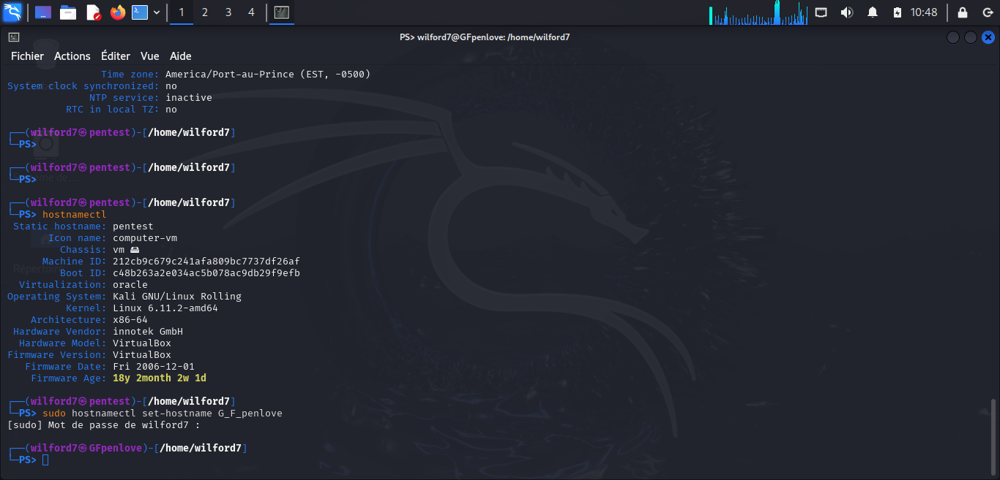 1 2 3 4 10:48
PS> wilford7@GFpenlove: /home/wilford7
Fichier Actions Éditer Vue Aide
Time zone: America/Port-au-Prince (EST, -0500)
System clock synchronized: no
NTP service: inactive
RTC in local TZ: no
┌──(wilford7㉿pentest)-[/home/wilford7]
└─PS>
┌──(wilford7㉿pentest)-[/home/wilford7]
└─PS>
┌──(wilford7㉿pentest)-[/home/wilford7]
└─PS> hostnamectl
Static hostname: pentest
Icon name: computer-vm
Chassis: vm 🖴
Machine ID: 212cb9c679c241afa809bc7737df26af
Boot ID: c48b263a2e034ac5b078ac9db29f9efb
Virtualization: oracle
Operating System: Kali GNU/Linux Rolling
Kernel: Linux 6.11.2-amd64
Architecture: x86-64
Hardware Vendor: innotek GmbH
Hardware Model: VirtualBox
Firmware Version: VirtualBox
Firmware Date: Fri 2006-12-01
Firmware Age: 18y 2month 2w 1d
┌──(wilford7㉿pentest)-[/home/wilford7]
└─PS> sudo hostnamectl set-hostname G_F_penlove
[sudo] Mot de passe de wilford7 :
┌──(wilford7㉿GFpenlove)-[/home/wilford7]
└─PS>